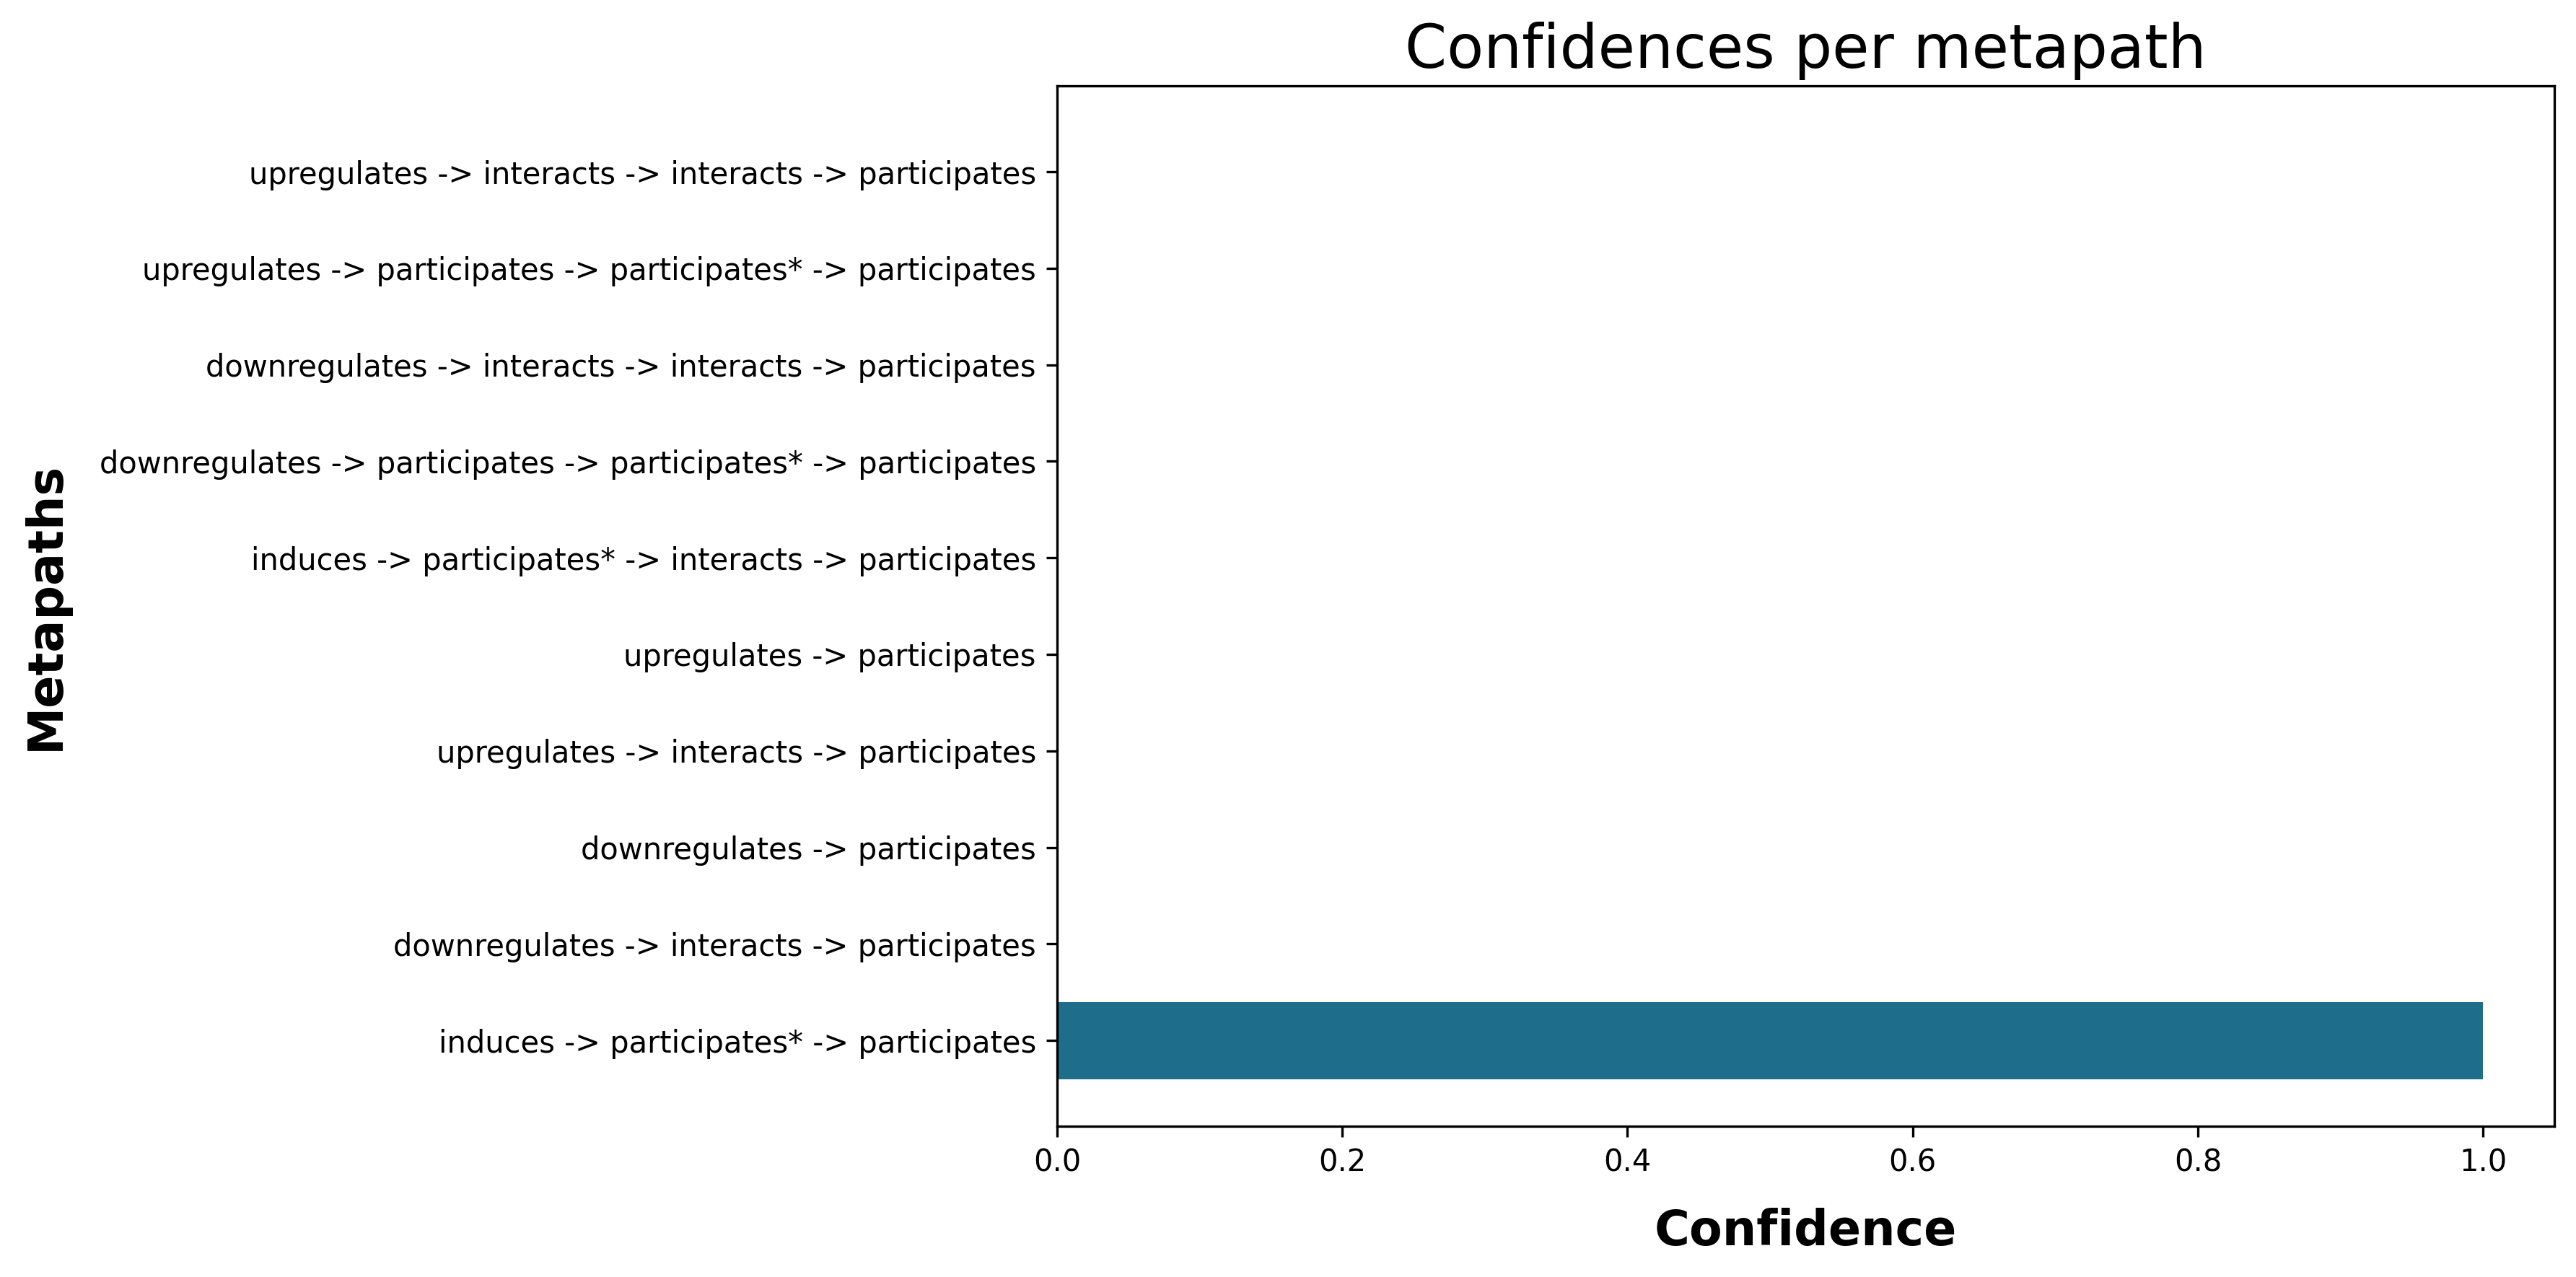 Confidences per metapath
Metapaths
upregulates -> interacts -> interacts -> participates
upregulates -> participates -> participates* -> participates
downregulates -> interacts -> interacts -> participates
downregulates -> participates -> participates* -> participates
induces -> participates* -> interacts -> participates
upregulates -> participates
upregulates -> interacts -> participates
downregulates -> participates
downregulates -> interacts -> participates
induces -> participates* -> participates
0.0 0.2 0.4 0.6 0.8 1.0
Confidence